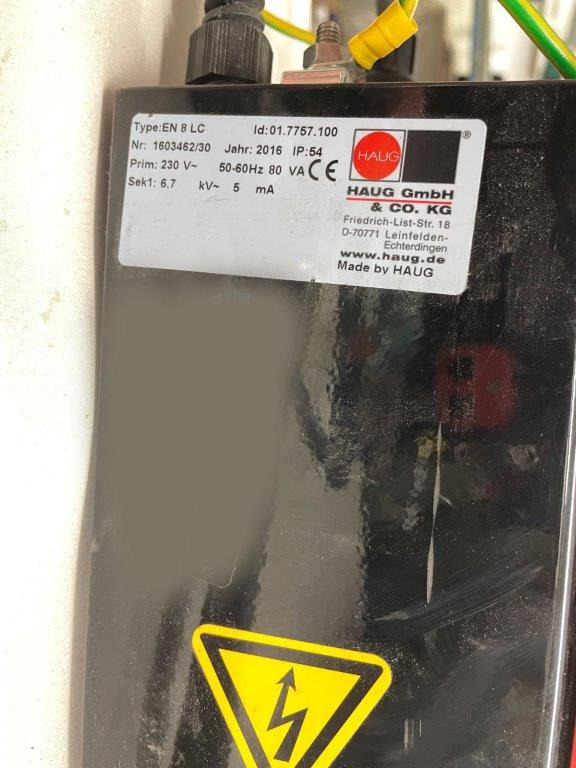 Type:EN 8 LC Id:01.7757.100
Nr: 1603462/30 Jahr: 2016 IP:54
Prim: 230 V~ 50-60Hz 80 VA CE
Sek1: 6.7 kV~ 5 mA
HAUG
®
HAUG GmbH
& CO. KG
Friedrich-List-Str. 18
D-70771 Leinfelden-
Echterdingen
www.haug.de
Made by HAUG